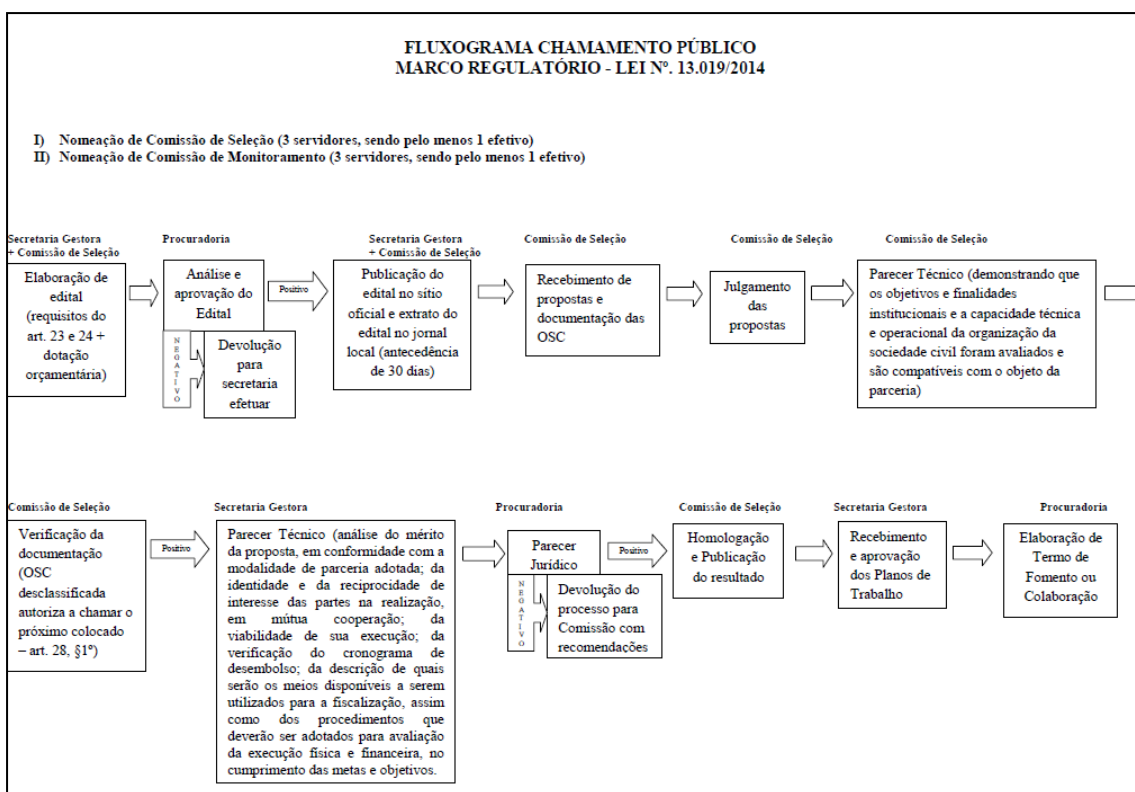 FLUXOGRAMA CHAMAMENTO PÚBLICO
MARCO REGULATÓRIO - LEI Nº. 13.019/2014
I) Nomeação de Comissão de Seleção (3 servidores, sendo pelo menos 1 efetivo)
II) Nomeação de Comissão de Monitoramento (3 servidores, sendo pelo menos 1 efetivo)
Secretaria Gestora
+ Comissão de Seleção
Elaboração de
edital
(requisitos do
art. 23 e 24 +
dotação
orçamentária)
Procuradoria
Análise e
aprovação do
Edital
Positivo
NEGATIVO
Devolução
para
secretaria
efetuar
Secretaria Gestora
+ Comissão de Seleção
Publicação do
edital no sítio
oficial e extrato do
edital no jornal
local (antecedência
de 30 dias)
Comissão de Seleção
Recebimento de
propostas e
documentação das
OSC
Comissão de Seleção
Julgamento
das
propostas
Comissão de Seleção
Parecer Técnico (demonstrando que
os objetivos e finalidades
institucionais e a capacidade técnica
e operacional da organização da
sociedade civil foram avaliados e
são compatíveis com o objeto da
parceria)
Comissão de Seleção
Verificação da
documentação
(OSC
desclassificada
autoriza a chamar o
próximo colocado
– art. 28, §1º)
Positivo
Secretaria Gestora
Parecer Técnico (análise do mérito
da proposta, em conformidade com a
modalidade de parceria adotada; da
identidade e da reciprocidade de
interesse das partes na realização,
em mútua cooperação; da
viabilidade de sua execução; da
verificação do cronograma de
desembolso; da descrição de quais
serão os meios disponíveis a serem
utilizados para a fiscalização, assim
como dos procedimentos que
deverão ser adotados para avaliação
da execução física e financeira, no
cumprimento das metas e objetivos.
Procuradoria
Parecer
Jurídico
Positivo
NEGATIVO
Devolução do
processo para
Comissão com
recomendações
Comissão de Seleção
Homologação
e Publicação
do resultado
Secretaria Gestora
Recebimento
e aprovação
dos Planos de
Trabalho
Procuradoria
Elaboração de
Termo de
Fomento ou
Colaboração